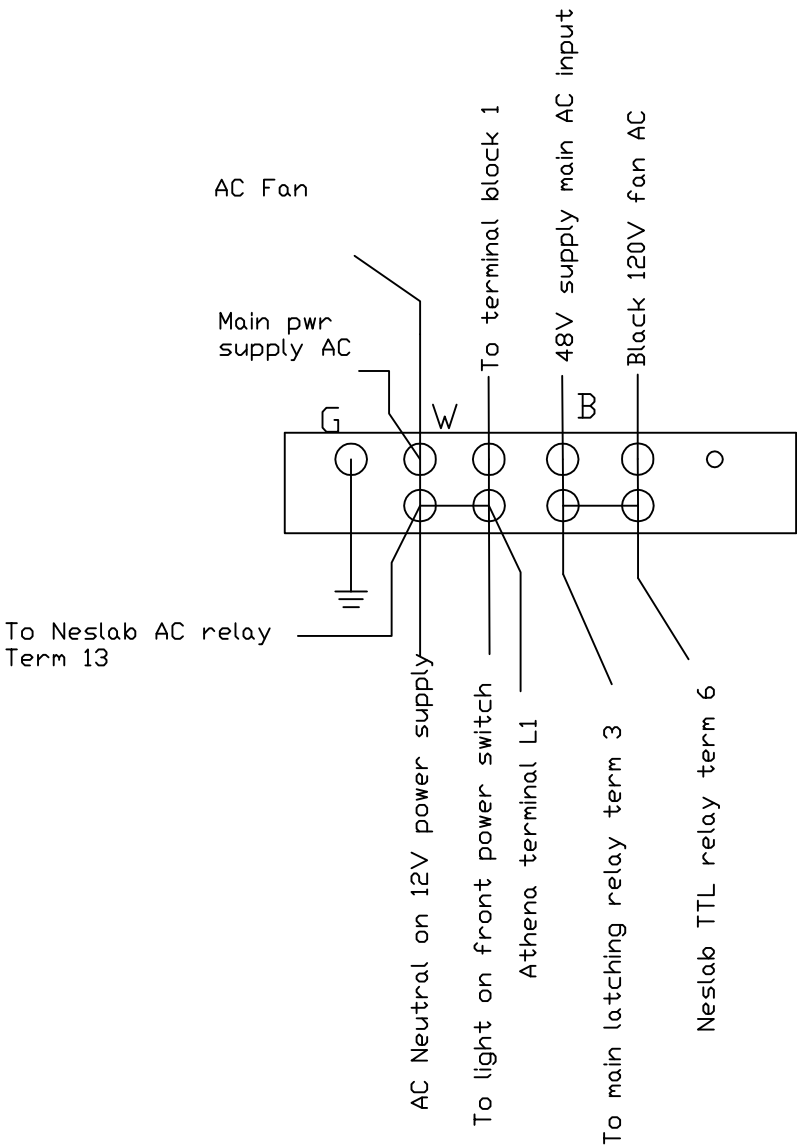 AC Fan
Main pwr
supply AC
To terminal block 1
48V supply main AC input
Black 120V fan AC
G
W
B
To Neslab AC relay
Term 13
AC Neutral on 12V power supply
To light on front power switch
Athena terminal L1
To main latching relay term 3
Neslab TTL relay term 6